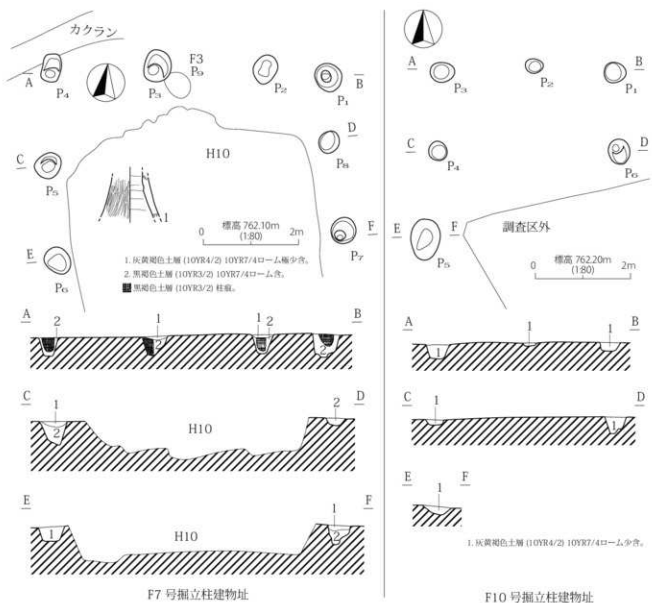 カクラン
A
P4
P3
F3
P9
P2
P1
B
D
P8
H10
C
P5
1
標高 762.10m
(1:80)
0
2m
F
P7
E
P6
1. 灰黄褐色土層 (10YR4/2) 10YR7/4ローム極少含。
2. 黒褐色土層 (10YR3/2) 10YR7/4ローム含。
黒褐色土層 (10YR3/2) 柱痕。
A
2
1
2
1
2
B
2
C
1
2
H10
2
D
E
1
H10
1
2
F
F7 号掘立柱建物址
A
P3
P2
B
P1
C
P4
D
P6
E
P5
F
調査区外
標高 762.20m
(1:80)
0
2m
A
1
1
1
B
C
1
1
D
E
1
F
1. 灰黄褐色土層 (10YR4/2) 10YR7/4ローム少含。
F10 号掘立柱建物址